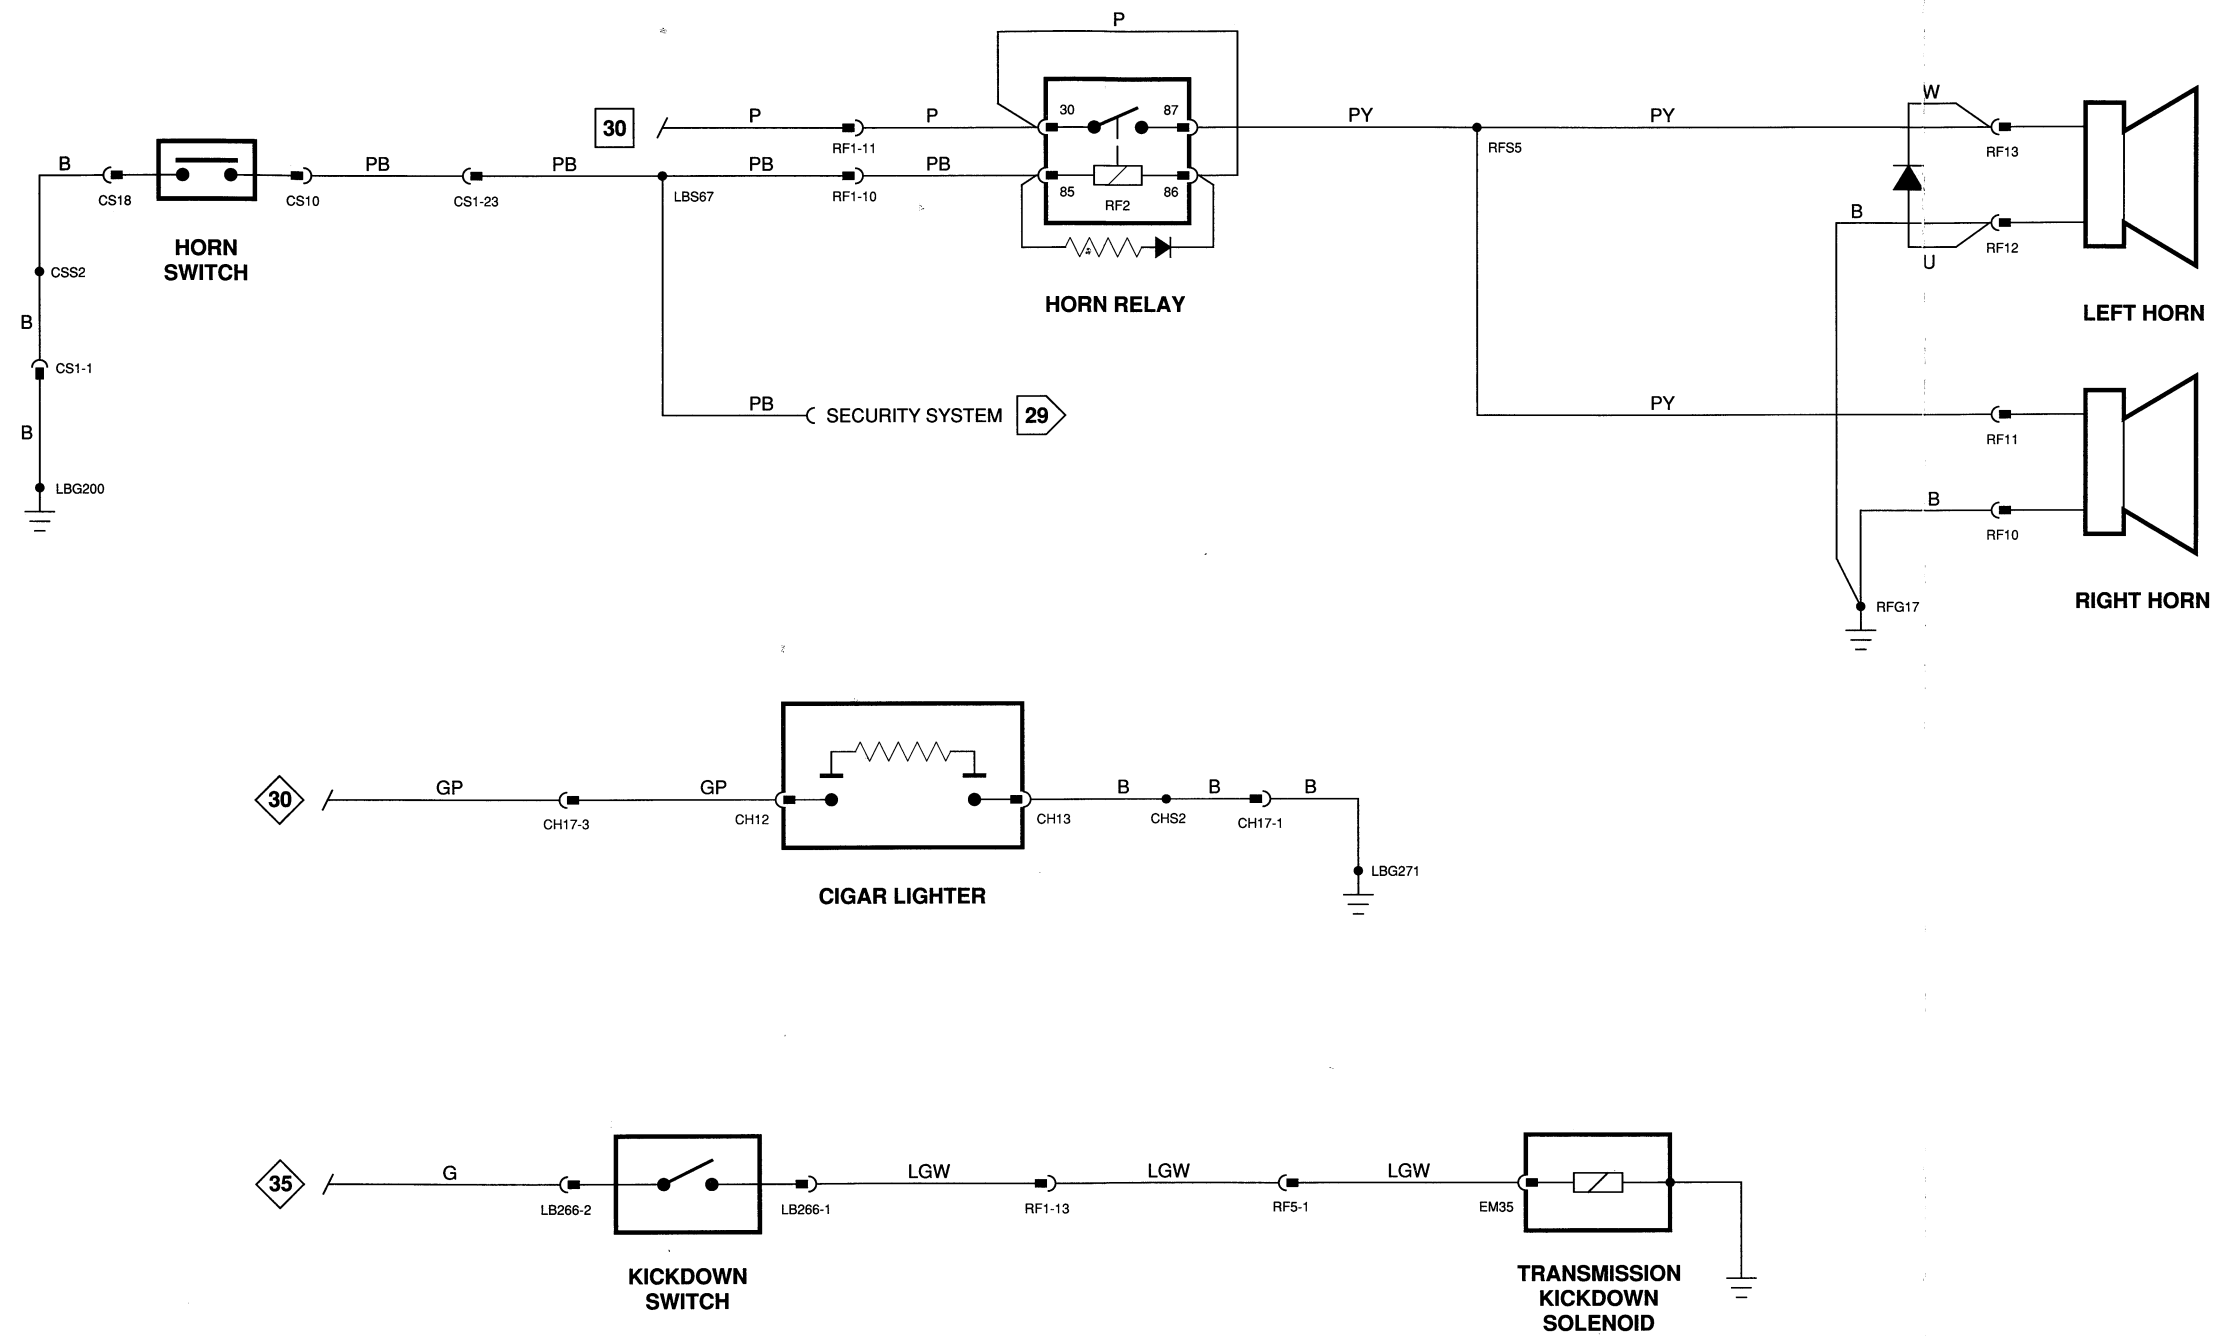 P
30
P
P
30
87
PY
PY
W
RF1-11
RFS5
RF13
B
PB
PB
PB
PB
CS18
CS10
CS1-23
LBS67
RF1-10
85
RF2
86
B
HORN
SWITCH
RF12
U
CSS2
HORN RELAY
LEFT HORN
B
CS1-1
PB
SECURITY SYSTEM
29
PY
B
RF11
LBG200
B
RF10
RFG17
RIGHT HORN
30
GP
GP
B
B
B
CH17-3
CH12
CH13
CHS2
CH17-1
LBG271
CIGAR LIGHTER
35
G
LGW
LGW
LGW
LB266-2
LB266-1
RF1-13
RF5-1
EM35
KICKDOWN
SWITCH
TRANSMISSION
KICKDOWN
SOLENOID